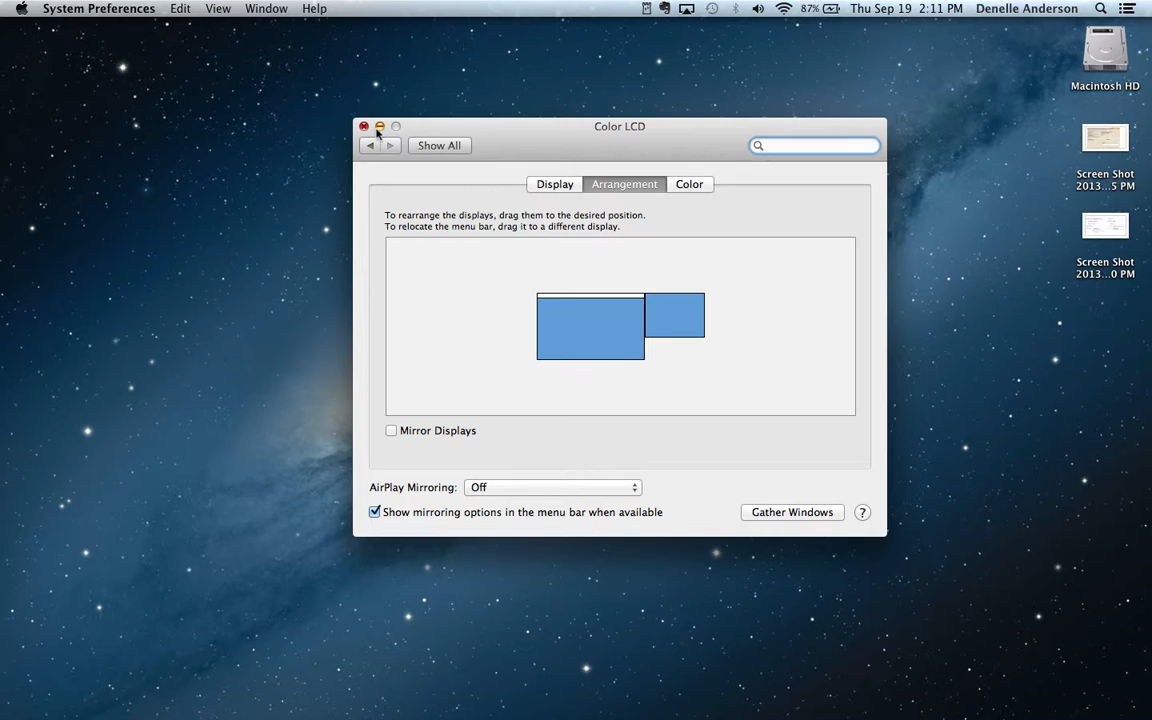 System Preferences Edit View Window Help 87% Thu Sep 19 2:11 PM Denelle Anderson
Macintosh HD
Screen Shot
2013...5 PM
Screen Shot
2013...0 PM
Color LCD
Show All
Display Arrangement Color
To rearrange the displays, drag them to the desired position.
To relocate the menu bar, drag it to a different display.
Mirror Displays
AirPlay Mirroring: Off
Show mirroring options in the menu bar when available
Gather Windows ?